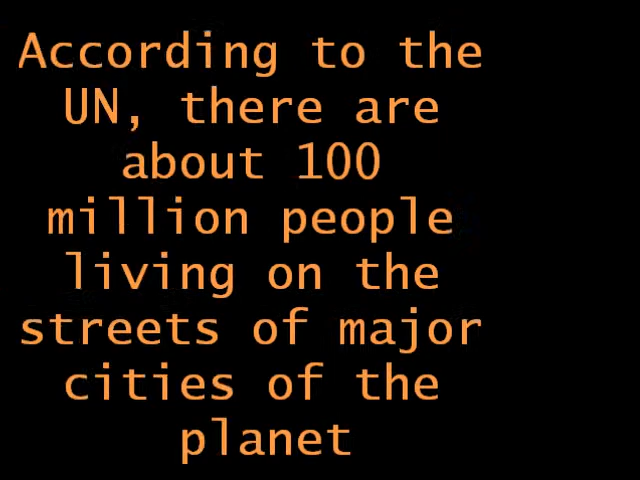 According to the
UN, there are
about 100
million people
living on the
streets of major
cities of the
planet